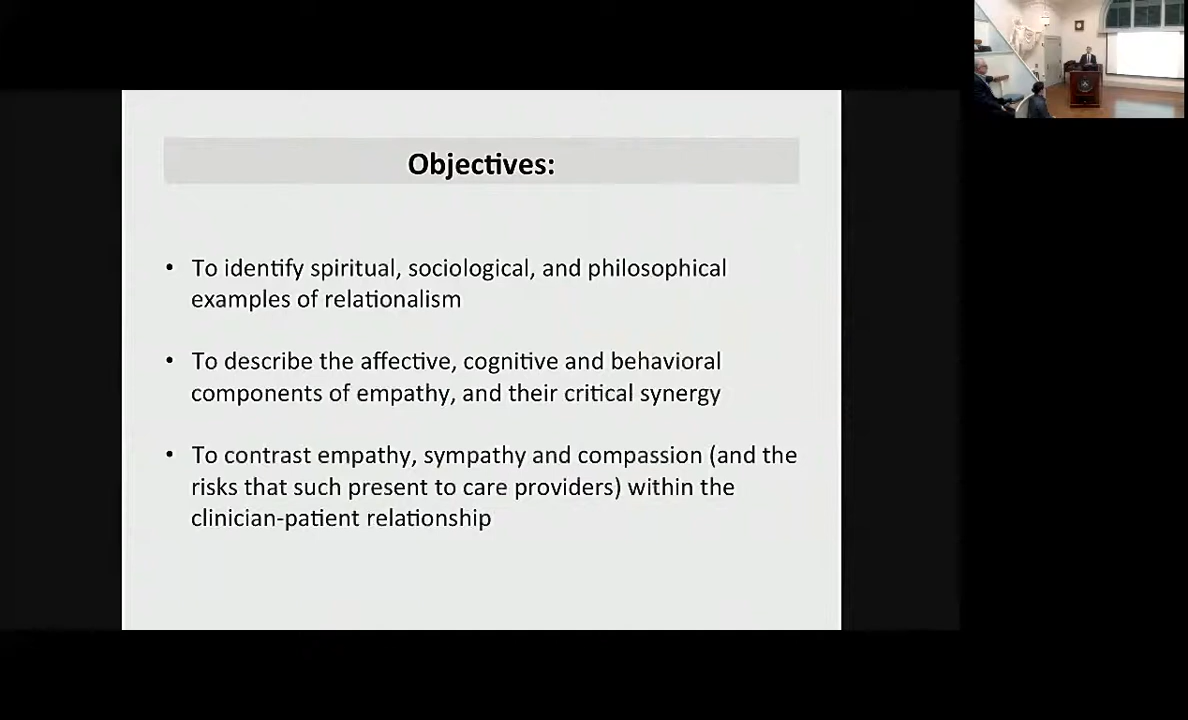 Objectives:
• To identify spiritual, sociological, and philosophical
examples of relationalism
• To describe the affective, cognitive and behavioral
components of empathy, and their critical synergy
• To contrast empathy, sympathy and compassion (and the
risks that such present to care providers) within the
clinician-patient relationship